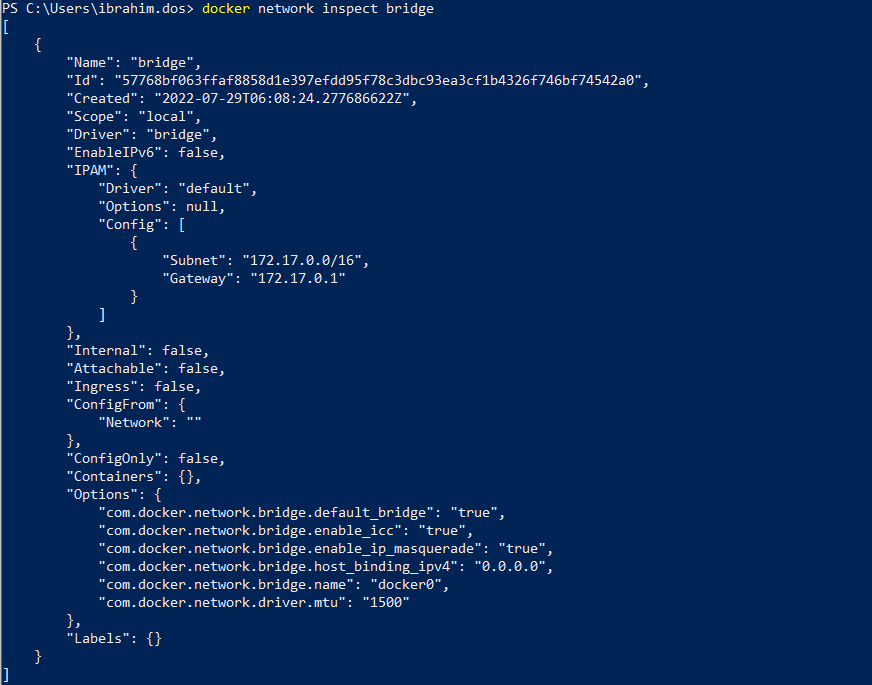 PS C:\Users\ibrahim.dos> docker network inspect bridge
[
    {
        "Name": "bridge",
        "Id": "57768bf063ffaf8858d1e397efdd95f78c3dbc93ea3cf1b4326f746bf74542a0",
        "Created": "2022-07-29T06:08:24.277686622Z",
        "Scope": "local",
        "Driver": "bridge",
        "EnableIPv6": false,
        "IPAM": {
            "Driver": "default",
            "Options": null,
            "Config": [
                {
                    "Subnet": "172.17.0.0/16",
                    "Gateway": "172.17.0.1"
                }
            ]
        },
        "Internal": false,
        "Attachable": false,
        "Ingress": false,
        "ConfigFrom": {
            "Network": ""
        },
        "ConfigOnly": false,
        "Containers": {},
        "Options": {
            "com.docker.network.bridge.default_bridge": "true",
            "com.docker.network.bridge.enable_icc": "true",
            "com.docker.network.bridge.enable_ip_masquerade": "true",
            "com.docker.network.bridge.host_binding_ipv4": "0.0.0.0",
            "com.docker.network.bridge.name": "docker0",
            "com.docker.network.driver.mtu": "1500"
        },
        "Labels": {}
    }
]